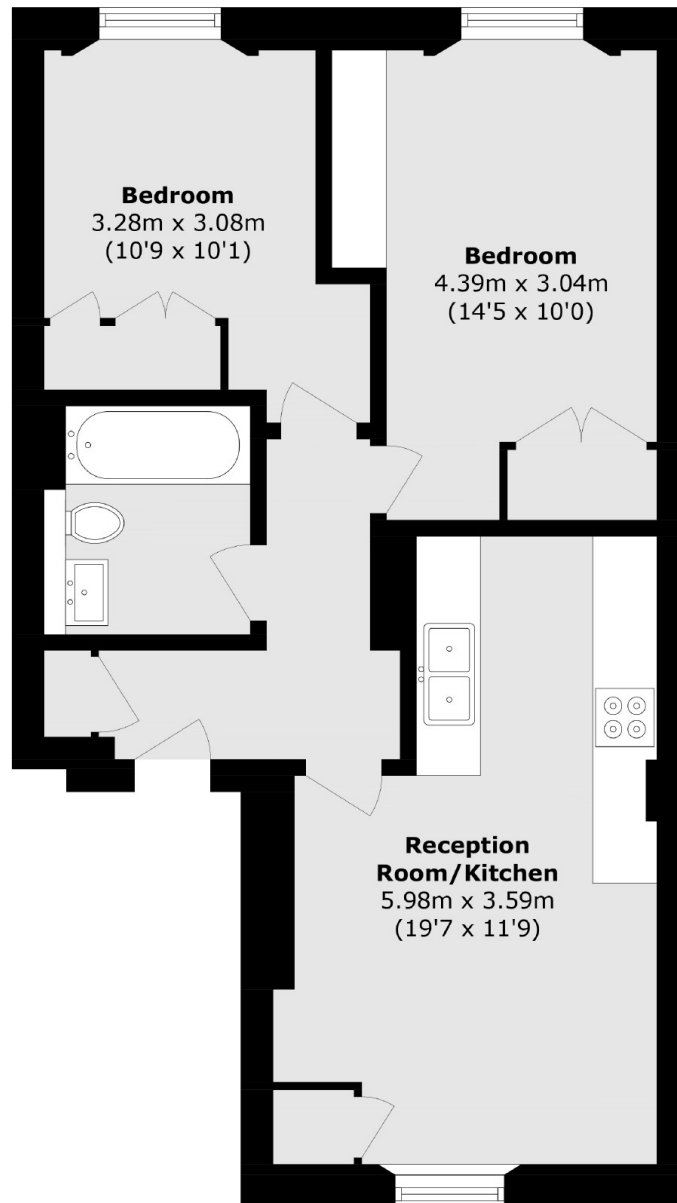 Bedroom
3.28m x 3.08m
(10'9 x 10'1)
Bedroom
4.39m x 3.04m
(14'5 x 10'0)
Reception
Room/Kitchen
5.98m x 3.59m
(19'7 x 11'9)